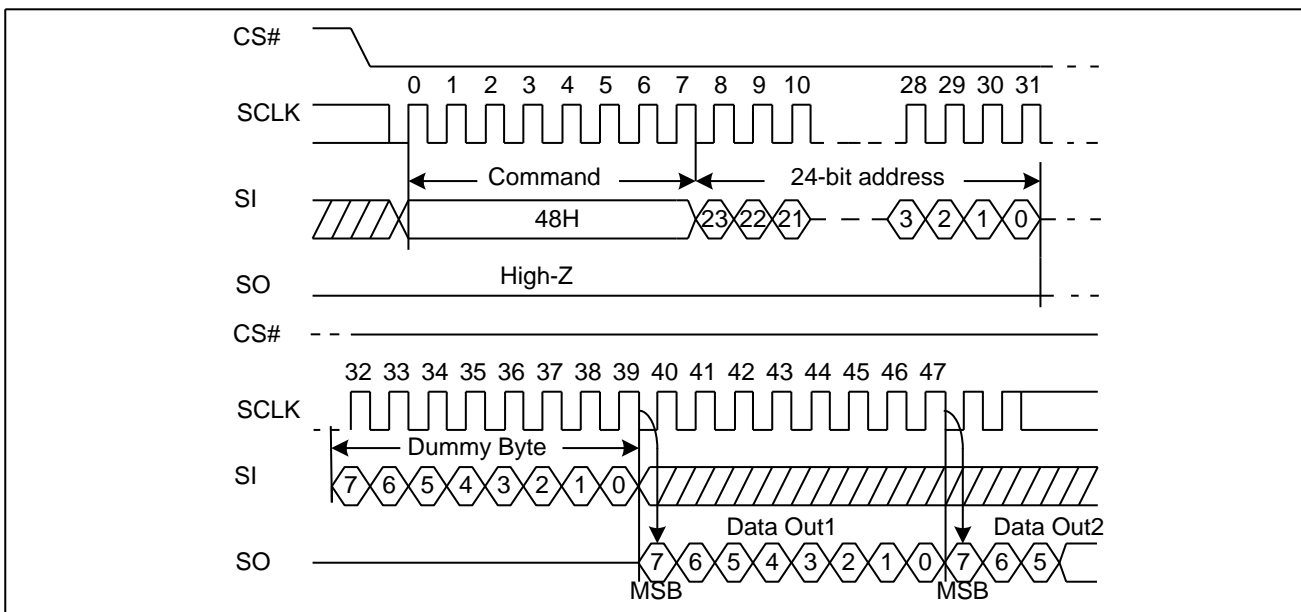 CS#
0 1 2 3 4 5 6 7 8 9 10 28 29 30 31
SCLK
Command 24-bit address
SI
48H 23 22 21 3 2 1 0
High-Z
SO
CS#
32 33 34 35 36 37 38 39 40 41 42 43 44 45 46 47
SCLK
Dummy Byte
SI
7 6 5 4 3 2 1 0
Data Out1 Data Out2
SO
7 6 5 4 3 2 1 0 7 6 5
MSB MSB